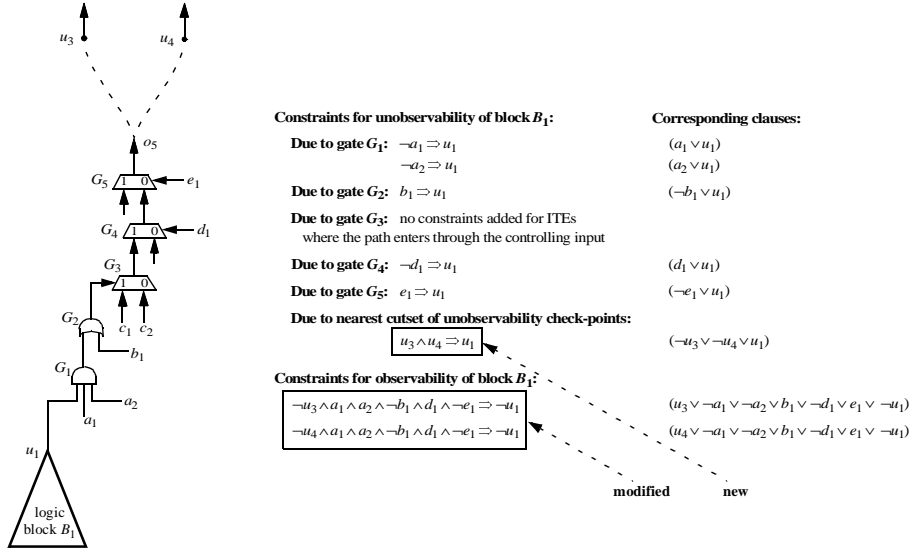 u3 u4
o5
G5 1 0 e1
G4 1 0 d1
G3
1 0
G2 c1 c2
b1
G1
a2
a1
u1
logic
block B1
Constraints for unobservability of block B1: Corresponding clauses:
Due to gate G1: ¬a1 ⇒ u1 (a1 ∨ u1)
¬a2 ⇒ u1 (a2 ∨ u1)
Due to gate G2: b1 ⇒ u1 (¬b1 ∨ u1)
Due to gate G3: no constraints added for ITEs
where the path enters through the controlling input
Due to gate G4: ¬d1 ⇒ u1 (d1 ∨ u1)
Due to gate G5: e1 ⇒ u1 (¬e1 ∨ u1)
Due to nearest cutset of unobservability check-points:
u3 ∧ u4 ⇒ u1 (¬u3 ∨ ¬u4 ∨ u1)
Constraints for observability of block B1:
¬u3 ∧ a1 ∧ a2 ∧ ¬b1 ∧ d1 ∧ ¬e1 ⇒ ¬u1 (u3 ∨ ¬a1 ∨ ¬a2 ∨ b1 ∨ ¬d1 ∨ e1 ∨ ¬u1)
¬u4 ∧ a1 ∧ a2 ∧ ¬b1 ∧ d1 ∧ ¬e1 ⇒ ¬u1 (u4 ∨ ¬a1 ∨ ¬a2 ∨ b1 ∨ ¬d1 ∨ e1 ∨ ¬u1)
modified new